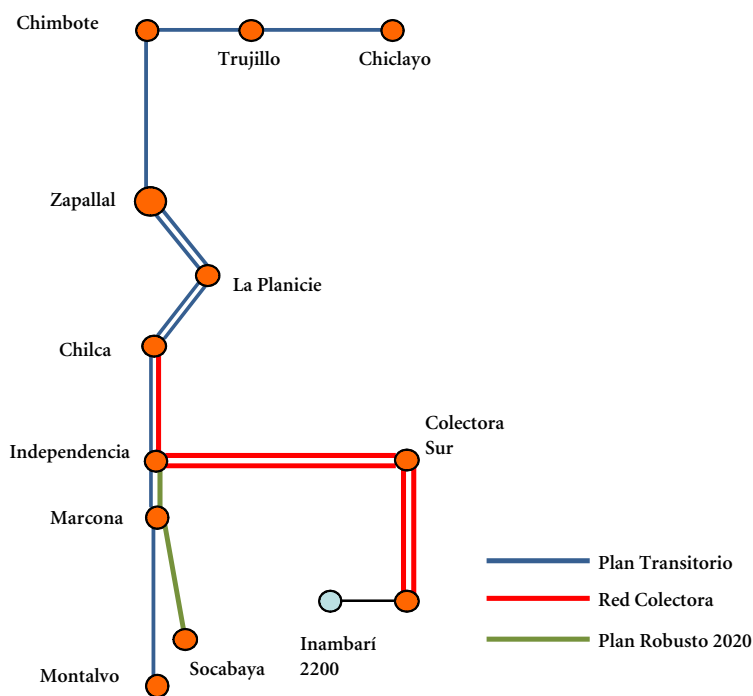 Chimbote
Trujillo
Chiclayo
Zapallal
La Planicie
Chilca
Colectora
Sur
Independencia
Marcona
Plan Transitorio
Red Colectora
Plan Robusto 2020
Inambarí
2200
Socabaya
Montalvo